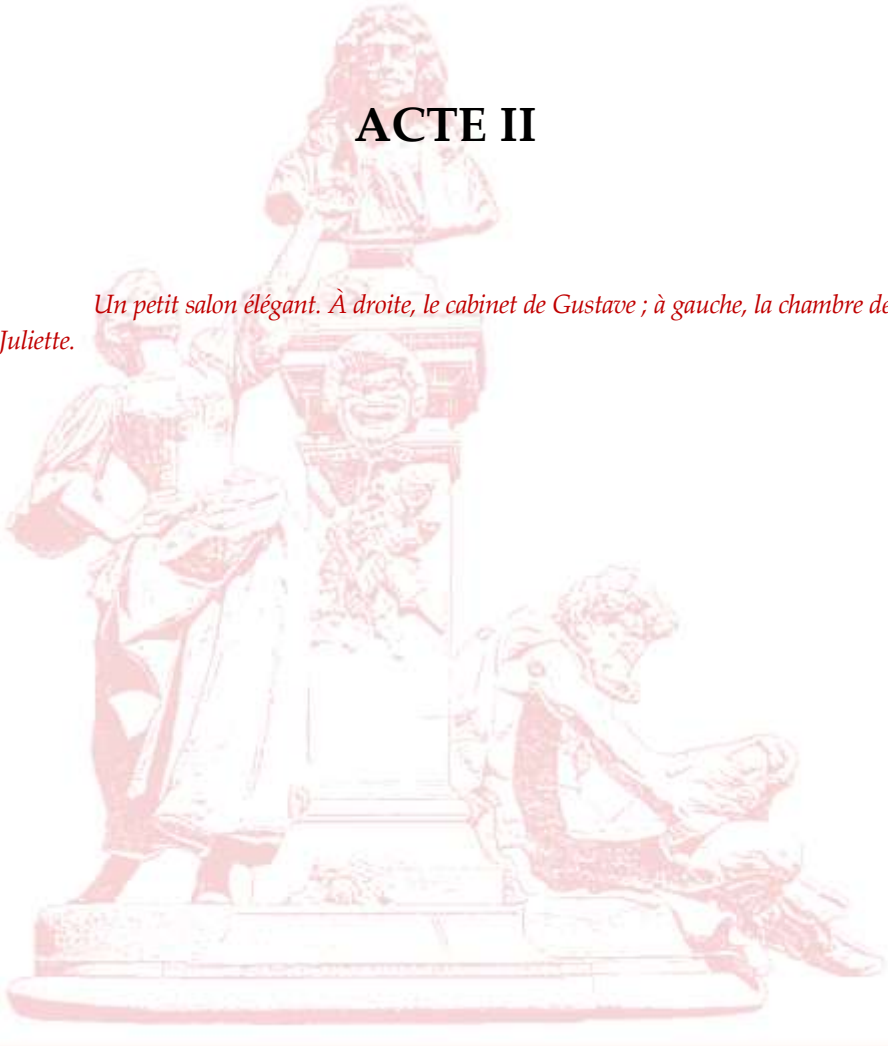 ACTE II
Un petit salon élégant. À droite, le cabinet de Gustave ; à gauche, la chambre de
Juliette.